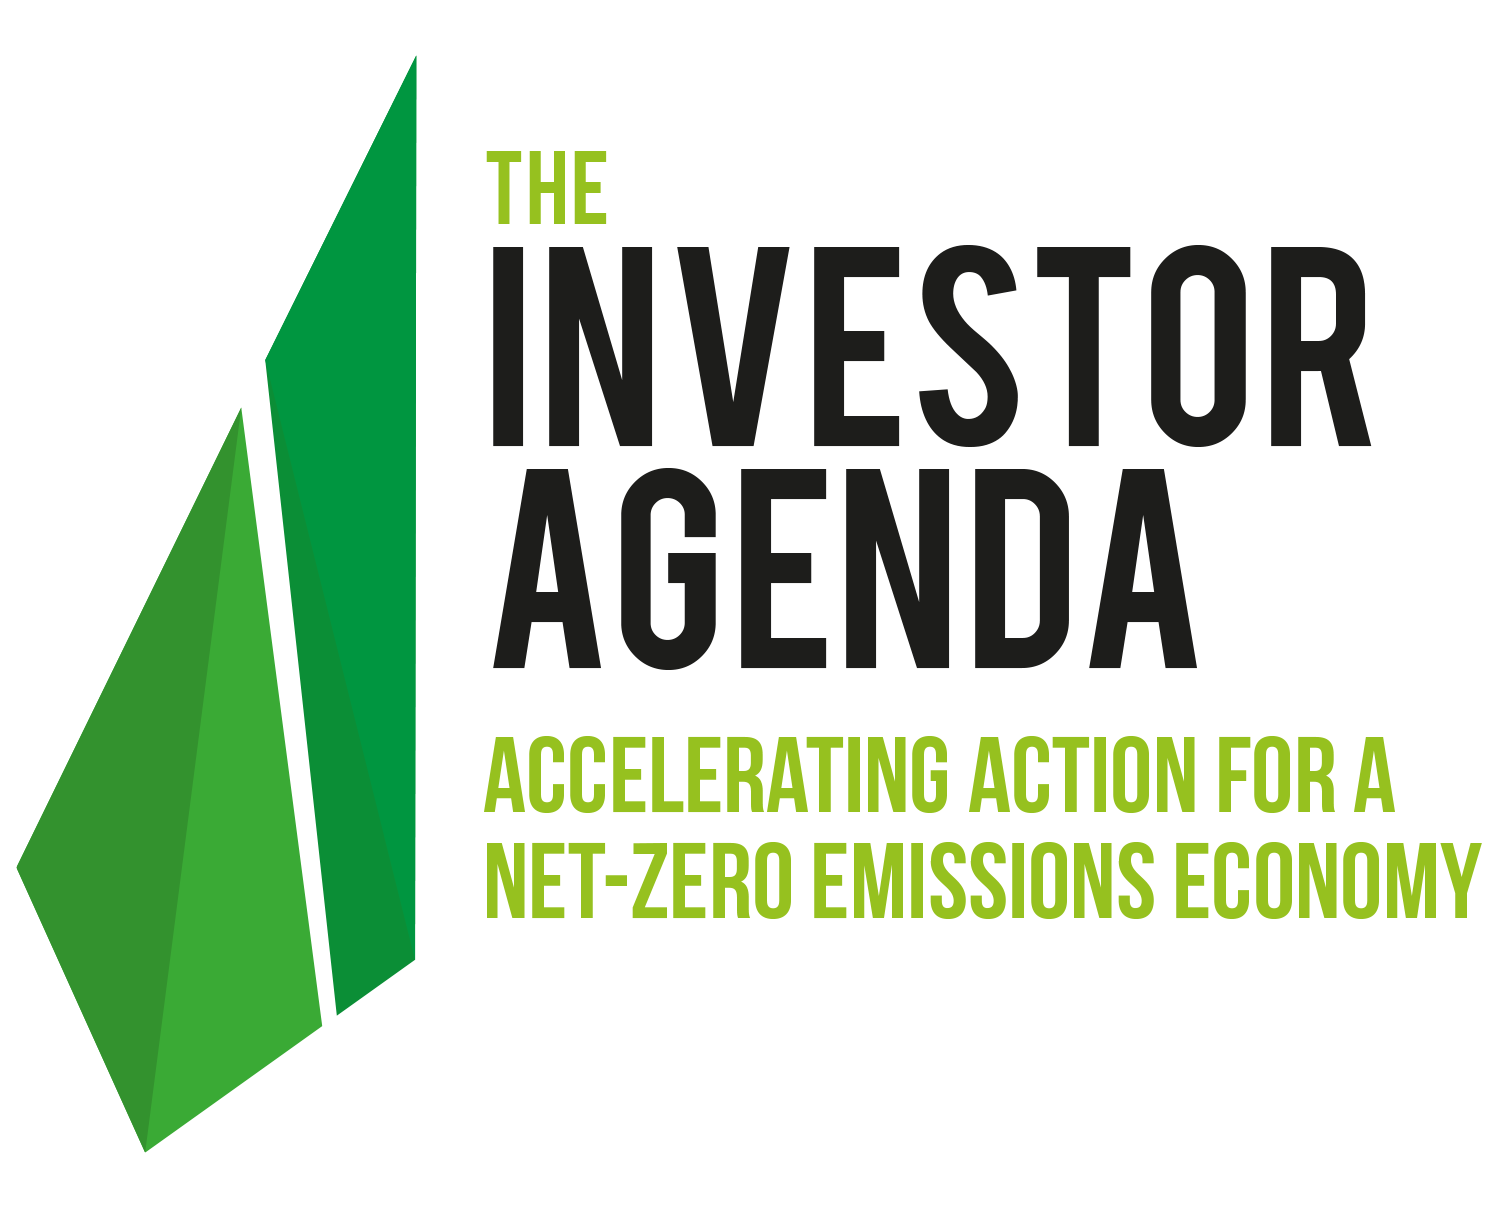 THE
INVESTOR
AGENDA
ACCELERATING ACTION FOR A
NET-ZERO EMISSIONS ECONOMY